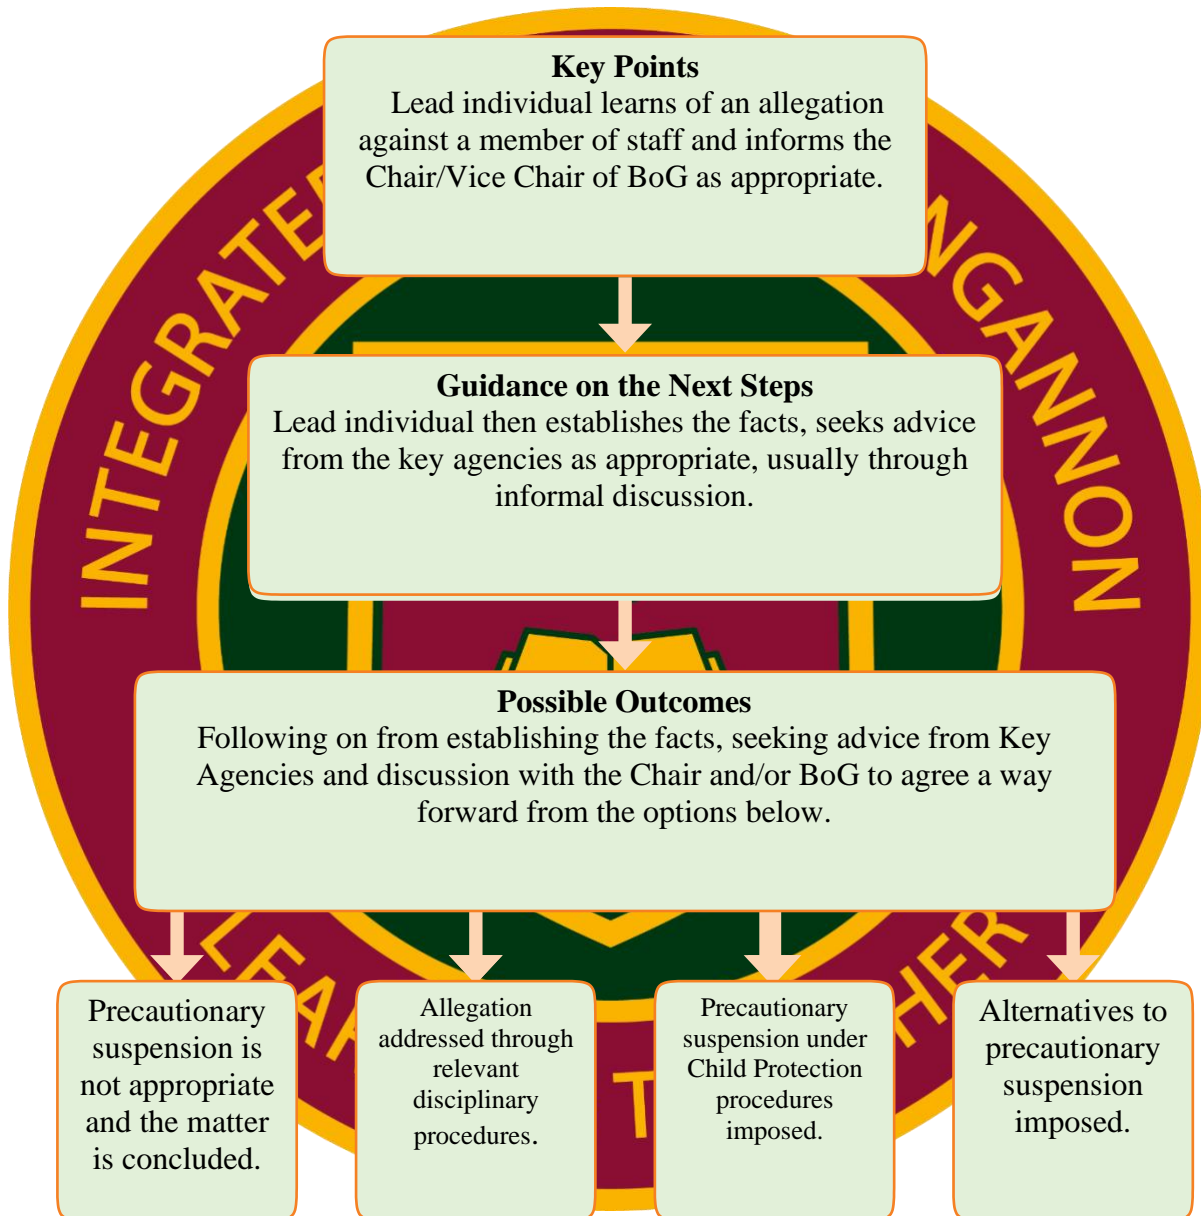 Key Points
Lead individual learns of an allegation
against a member of staff and informs the
Chair/Vice Chair of BoG as appropriate.
Guidance on the Next Steps
Lead individual then establishes the facts, seeks advice
from the key agencies as appropriate, usually through
informal discussion.
Possible Outcomes
Following on from establishing the facts, seeking advice from Key
Agencies and discussion with the Chair and/or BoG to agree a way
forward from the options below.
Precautionary
suspension is
not appropriate
and the matter
is concluded.
Allegation
addressed through
relevant
disciplinary
procedures.
Precautionary
suspension under
Child Protection
procedures
imposed.
Alternatives to
precautionary
suspension
imposed.